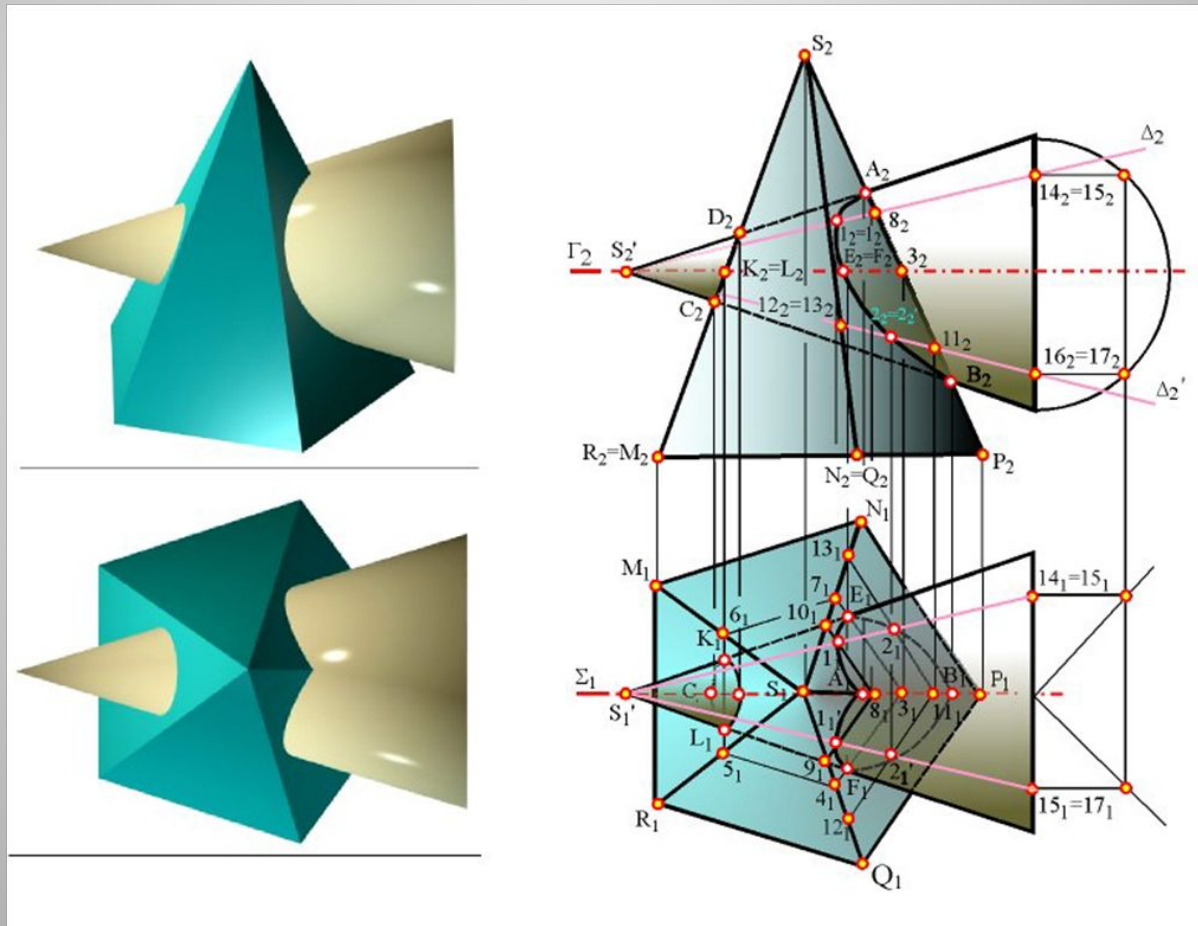 S₂
Δ₂
A₂
14₂=15₂
8₂
D₂
1₂=1₂
Γ₂
S₂'
E₂=F₂
3₂
K₂=L₂
12₂=13₂
2₂=2₂'
C₂
11₂
16₂=17₂
B₂
Δ₂'
R₂=M₂
N₂=Q₂
P₂
N₁
13₁
M₁
7₁
E₁
14₁=15₁
6₁
10₁
K₁
2₁
1₁
Σ₁
C
S₁
A
B₁
P₁
S₁'
8₁
3₁
11₁
1₁'
L₁
5₁
9₁
2₁'
F₁
4₁
15₁=17₁
R₁
12₁
Q₁